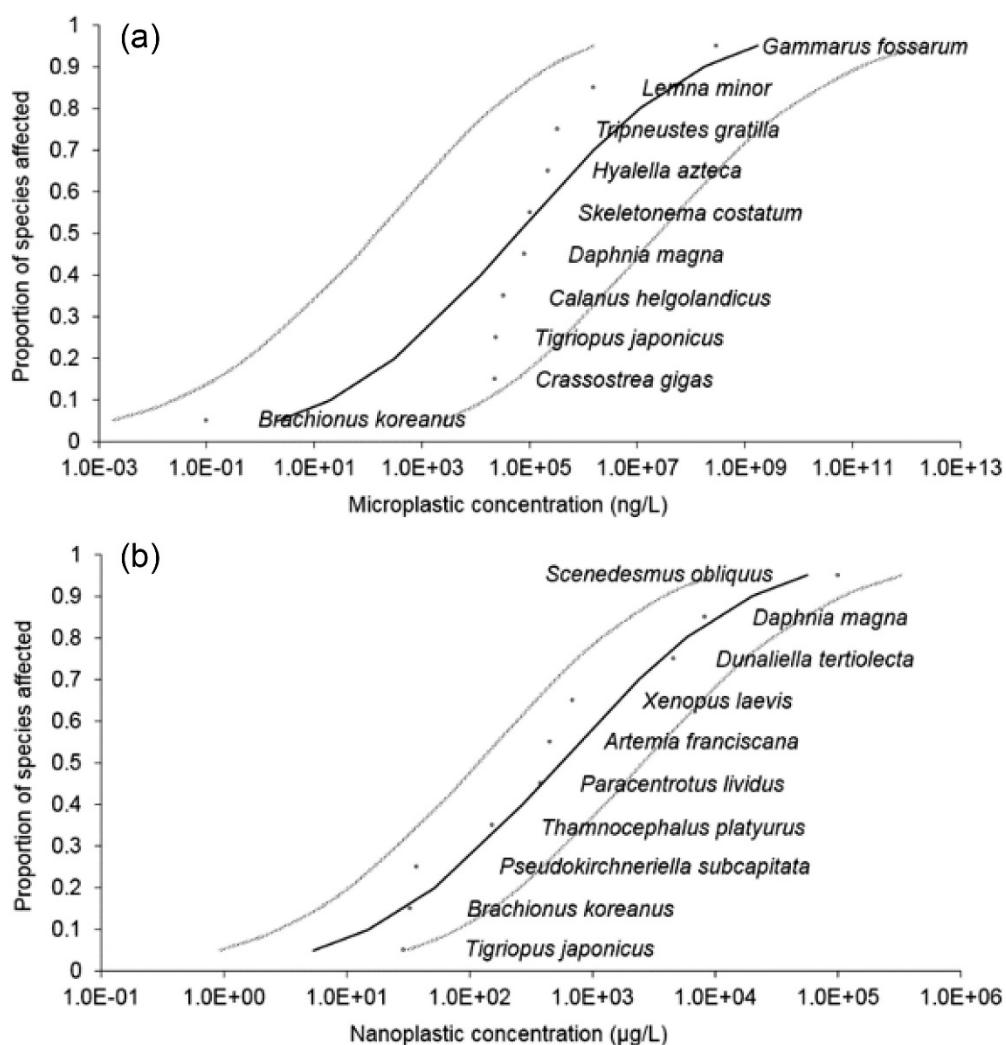 (a)
Proportion of species affected
1
0.9
0.8
0.7
0.6
0.5
0.4
0.3
0.2
0.1
0
Gammarus fossarum
Lemna minor
Tripneustes gratilla
Hyalella azteca
Skeletonema costatum
Daphnia magna
Calanus helgolandicus
Tigriopus japonicus
Crassostrea gigas
Brachionus koreanus
1.0E-03 1.0E-01 1.0E+01 1.0E+03 1.0E+05 1.0E+07 1.0E+09 1.0E+11 1.0E+13
Microplastic concentration (ng/L)
(b)
Proportion of species affected
1
0.9
0.8
0.7
0.6
0.5
0.4
0.3
0.2
0.1
0
Scenedesmus obliquus
Daphnia magna
Dunaliella tertiolecta
Xenopus laevis
Artemia franciscana
Paracentrotus lividus
Thamnocephalus platyurus
Pseudokirchneriella subcapitata
Brachionus koreanus
Tigriopus japonicus
1.0E-01 1.0E+00 1.0E+01 1.0E+02 1.0E+03 1.0E+04 1.0E+05 1.0E+06
Nanoplastic concentration (µg/L)